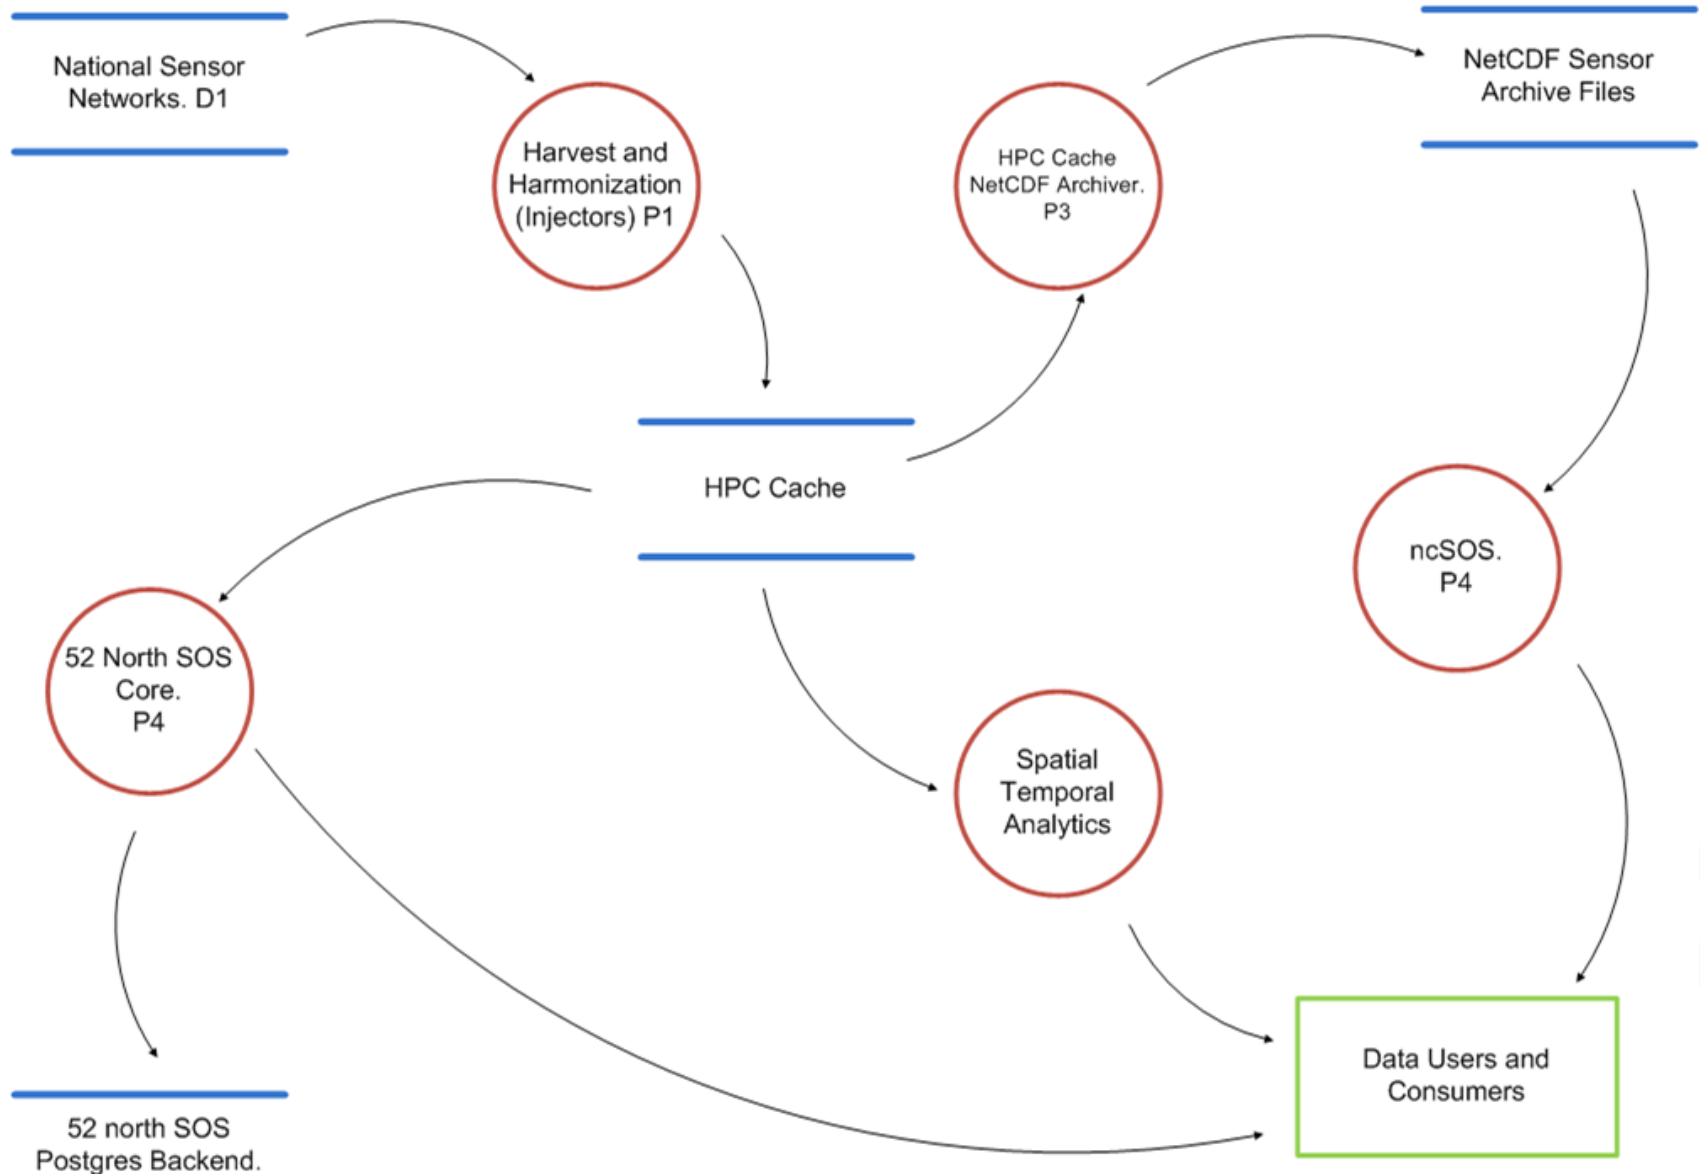 National Sensor
Networks. D1
NetCDF Sensor
Archive Files
Harvest and
Harmonization
(Injectors) P1
HPC Cache
NetCDF Archiver.
P3
HPC Cache
ncSOS.
P4
52 North SOS
Core.
P4
Spatial
Temporal
Analytics
Data Users and
Consumers
52 north SOS
Postgres Backend.